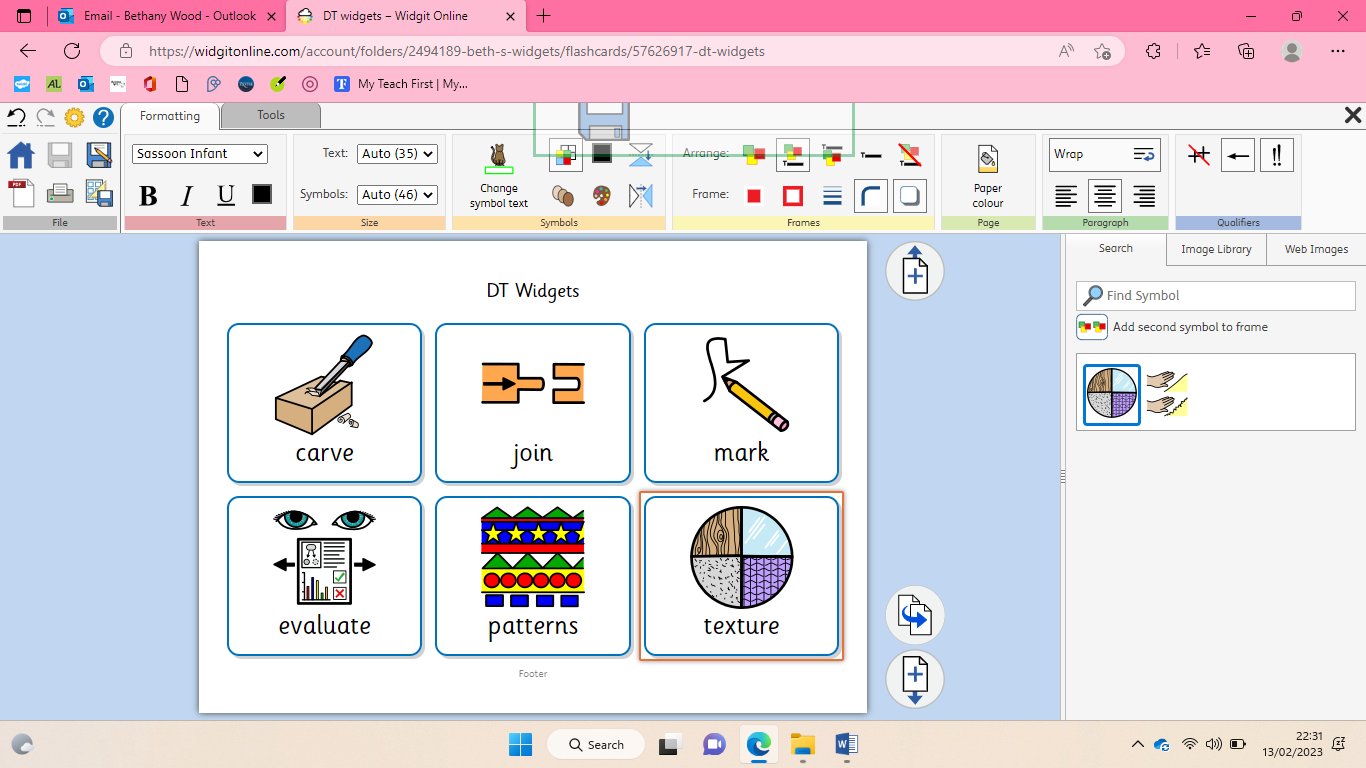 Email - Bethany Wood - Outlook
DT widgets – Widgit Online
https://widgitonline.com/account/folders/2494189-beth-s-widgets/flashcards/57626917-dt-widgets
My Teach First | My...
Formatting
Tools
Sassoon Infant
Text: Auto (35)
Symbols: Auto (46)
B I U
Change symbol text
Arrange:
Frame:
Paper colour
Wrap
File
Text
Size
Symbols
Frames
Page
Paragraph
Qualifiers
DT Widgets
carve
join
mark
evaluate
patterns
texture
Footer
Search
Image Library
Web Images
Find Symbol
Add second symbol to frame
Search
22:31
13/02/2023